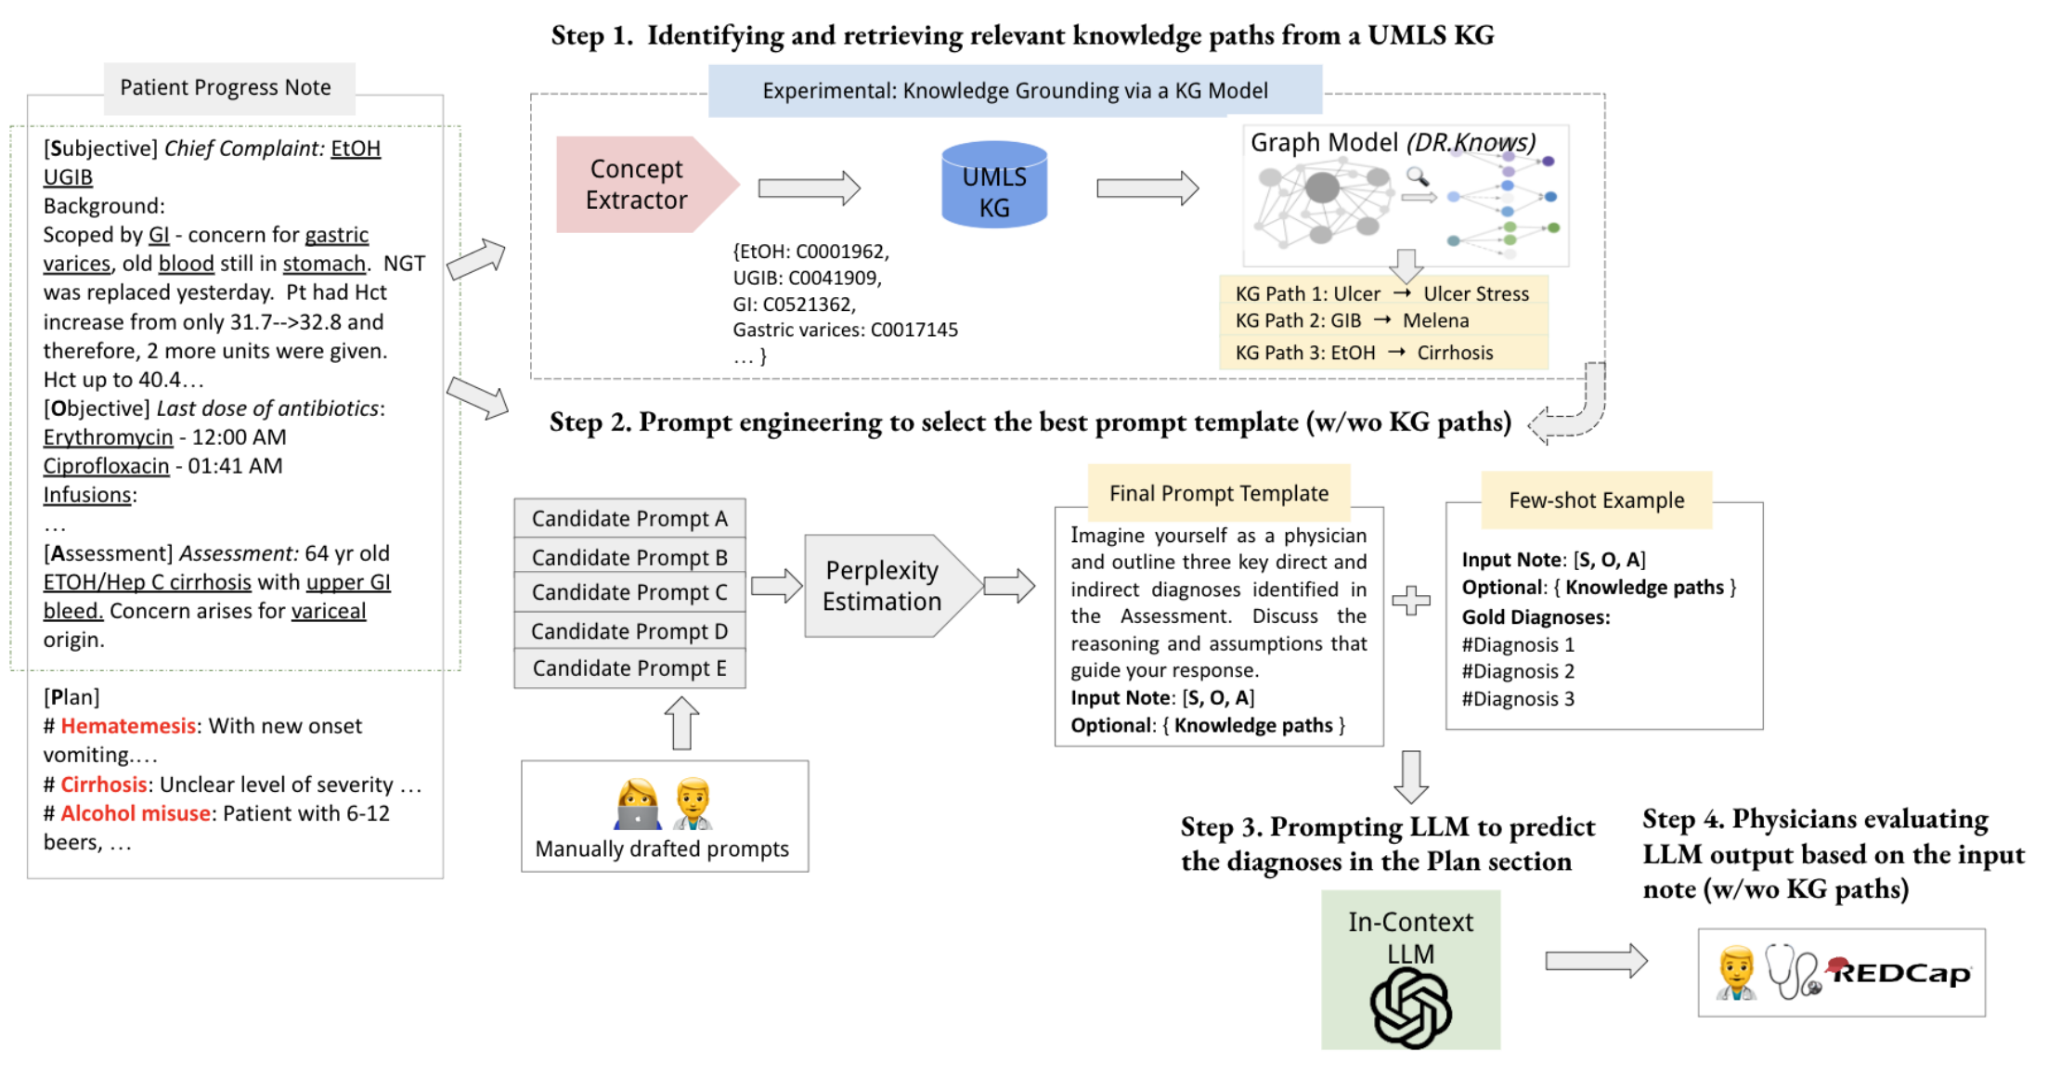 Step 1. Identifying and retrieving relevant knowledge paths from a UMLS KG
Patient Progress Note
[Subjective] Chief Complaint: EtOH
UGIB
Background:
Scoped by GI - concern for gastric
varices, old blood still in stomach. NGT
was replaced yesterday. Pt had Hct
increase from only 31.7-->32.8 and
therefore, 2 more units were given.
Hct up to 40.4...
[Objective] Last dose of antibiotics:
Erythromycin - 12:00 AM
Ciprofloxacin - 01:41 AM
Infusions:
...
[Assessment] Assessment: 64 yr old
ETOH/Hep C cirrhosis with upper GI
bleed. Concern arises for variceal
origin.
[Plan]
# Hematemesis: With new onset
vomiting....
# Cirrhosis: Unclear level of severity ...
# Alcohol misuse: Patient with 6-12
beers, ...
Experimental: Knowledge Grounding via a KG Model
Concept
Extractor
{EtOH: C0001962,
UGIB: C0041909,
GI: C0521362,
Gastric varices: C0017145
... }
UMLS
KG
Graph Model (DR.Knows)
KG Path 1: Ulcer → Ulcer Stress
KG Path 2: GIB → Melena
KG Path 3: EtOH → Cirrhosis
Step 2. Prompt engineering to select the best prompt template (w/wo KG paths)
Candidate Prompt A
Candidate Prompt B
Candidate Prompt C
Candidate Prompt D
Candidate Prompt E
Manually drafted prompts
Perplexity
Estimation
Final Prompt Template
Imagine yourself as a physician
and outline three key direct and
indirect diagnoses identified in
the Assessment. Discuss the
reasoning and assumptions that
guide your response.
Input Note: [S, O, A]
Optional: { Knowledge paths }
Few-shot Example
Input Note: [S, O, A]
Optional: { Knowledge paths }
Gold Diagnoses:
#Diagnosis 1
#Diagnosis 2
#Diagnosis 3
Step 3. Prompting LLM to predict
the diagnoses in the Plan section
In-Context
LLM
Step 4. Physicians evaluating
LLM output based on the input
note (w/wo KG paths)
REDCap